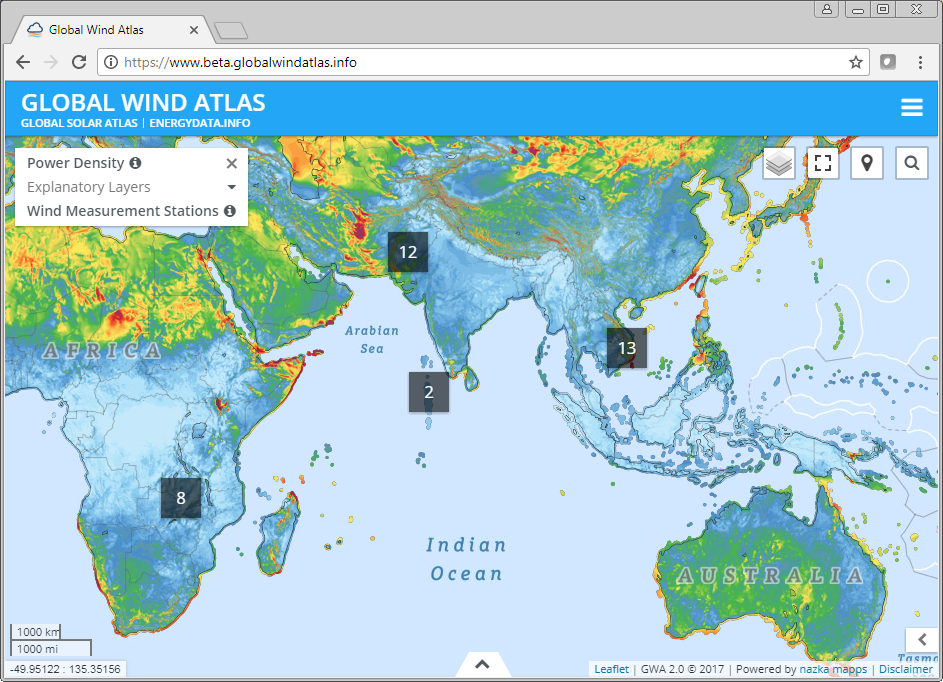 Global Wind Atlas
https://www.beta.globalwindatlas.info
GLOBAL WIND ATLAS
GLOBAL SOLAR ATLAS | ENERGYDATA.INFO
Power Density
Explanatory Layers
Wind Measurement Stations
12
Arabian
Sea
AFRICA
13
2
8
Indian
Ocean
AUSTRALIA
1000 km
1000 mi
Tasm
-49.95122 : 135.35156
Leaflet | GWA 2.0 © 2017 | Powered by nazka mapps | Disclaimer